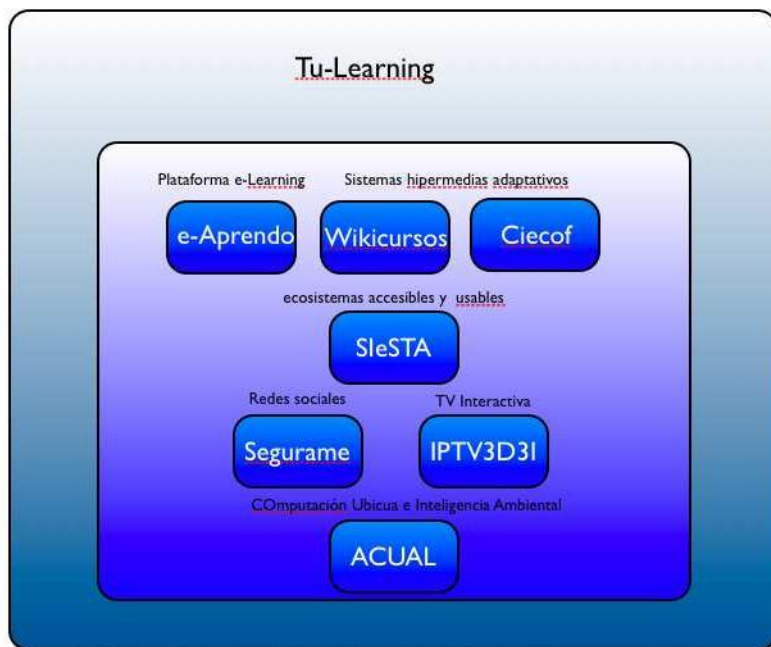 Tu-Learning
Plataforma e-Learning
Sistemas hipermedias adaptativos
e-Aprendo
Wikicursos
Ciecof
ecosistemas accesibles y usables
SIeSTA
Redes sociales
TV Interactiva
Segurame
IPTV3D3I
COmputación Ubicua e Inteligencia Ambiental
ACUAL